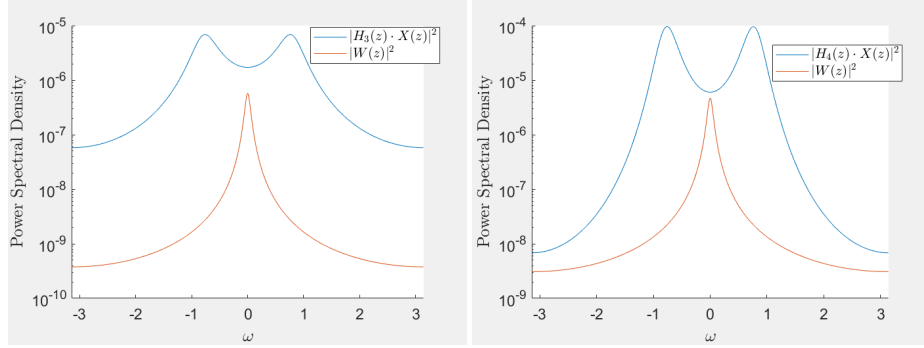 10^-5
|H_3(z) · X(z)|^2
|W(z)|^2
10^-6
10^-7
10^-8
10^-9
10^-10
Power Spectral Density
-3 -2 -1 0 1 2 3
ω
10^-4
|H_4(z) · X(z)|^2
|W(z)|^2
10^-5
10^-6
10^-7
10^-8
10^-9
Power Spectral Density
-3 -2 -1 0 1 2 3
ω